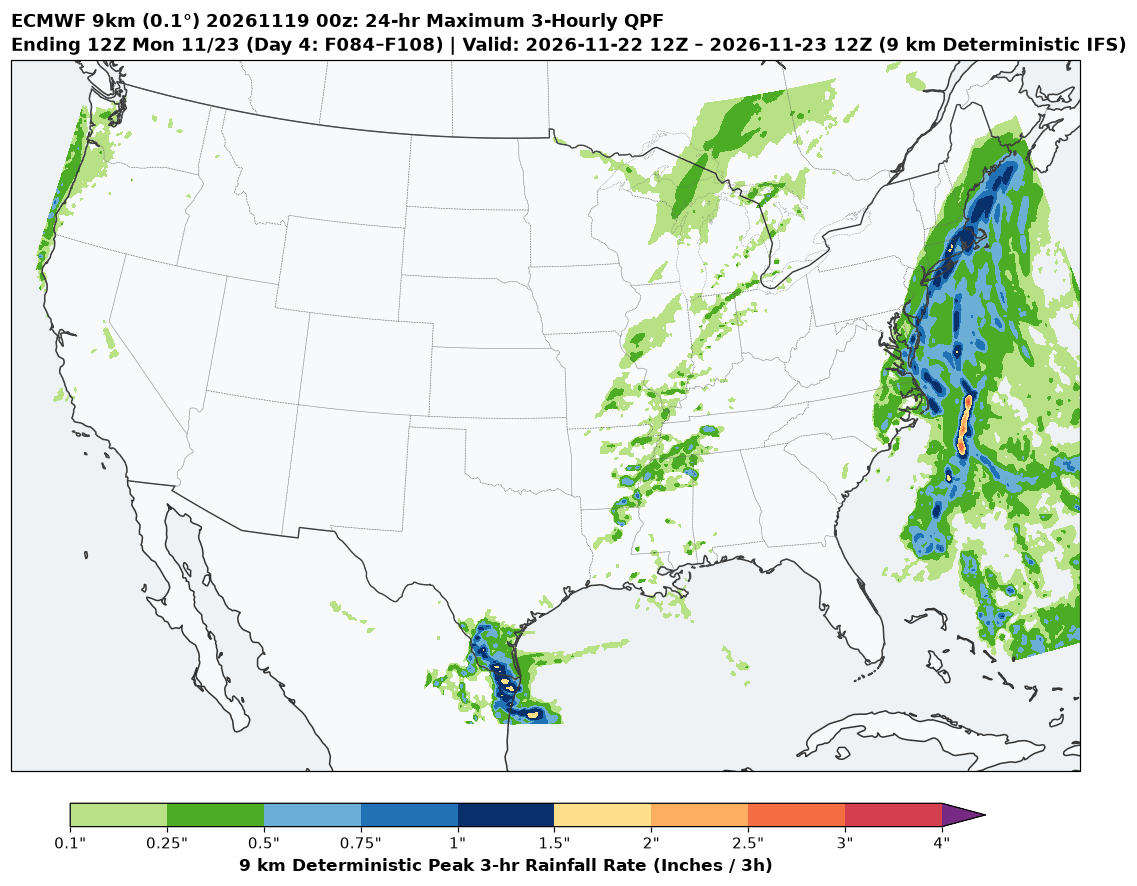 ECMWF 9km (0.1°) 20261119 00z: 24-hr Maximum 3-Hourly QPF
Ending 12Z Mon 11/23 (Day 4: F084–F108) | Valid: 2026-11-22 12Z – 2026-11-23 12Z (9 km Deterministic IFS)
0.1" 0.25" 0.5" 0.75" 1" 1.5" 2" 2.5" 3" 4"
9 km Deterministic Peak 3-hr Rainfall Rate (Inches / 3h)